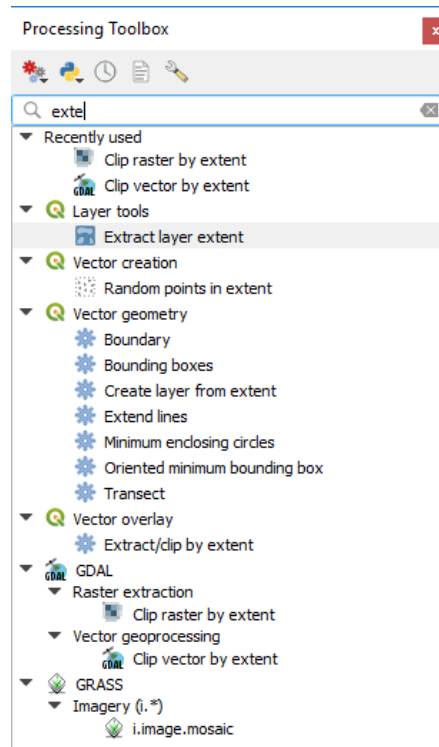 Processing Toolbox
exte
Recently used
Clip raster by extent
GDAL Clip vector by extent
Layer tools
Extract layer extent
Vector creation
Random points in extent
Vector geometry
Boundary
Bounding boxes
Create layer from extent
Extend lines
Minimum enclosing circles
Oriented minimum bounding box
Transect
Vector overlay
Extract/clip by extent
GDAL GDAL
Raster extraction
Clip raster by extent
Vector geoprocessing
GDAL Clip vector by extent
GRASS
Imagery (i.*)
i.image.mosaic